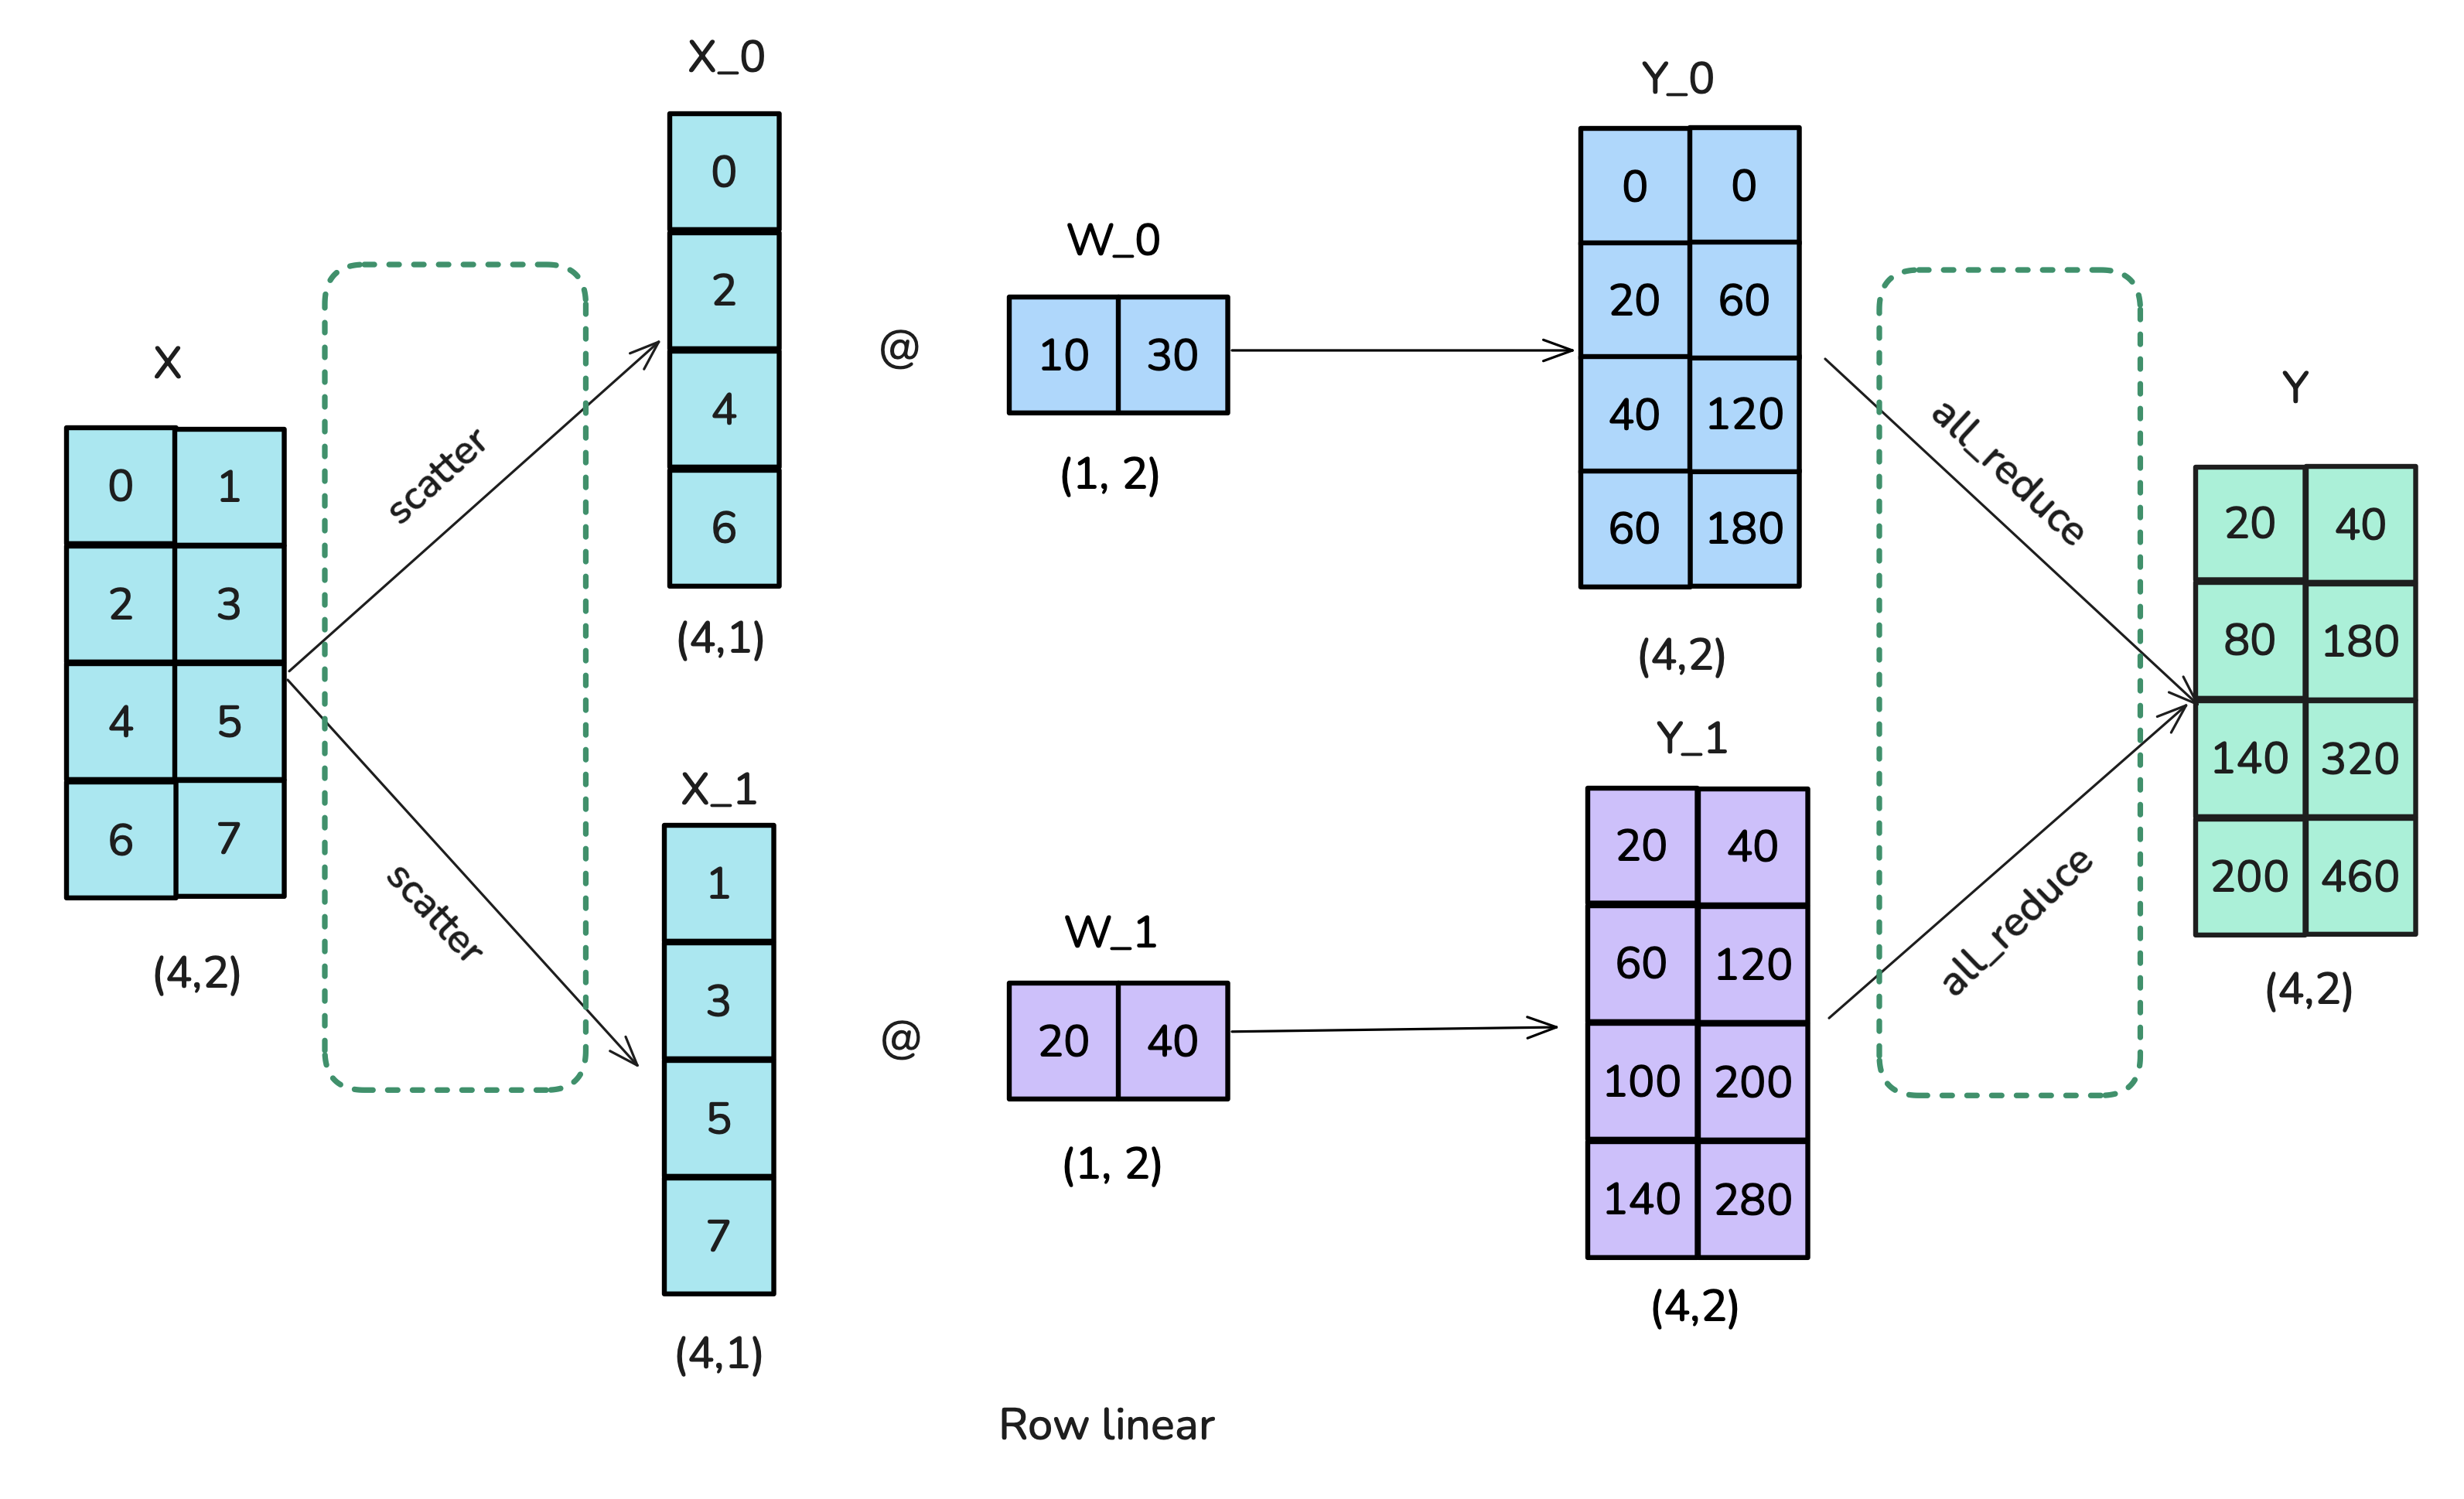 X
0 1
2 3
4 5
6 7
(4,2)
scatter
scatter
X_0
0
2
4
6
(4,1)
@
W_0
10 30
(1, 2)
Y_0
0 0
20 60
40 120
60 180
(4,2)
X_1
1
3
5
7
(4,1)
@
W_1
20 40
(1, 2)
Y_1
20 40
60 120
100 200
140 280
(4,2)
all_reduce
all_reduce
Y
20 40
80 180
140 320
200 460
(4,2)
Row linear